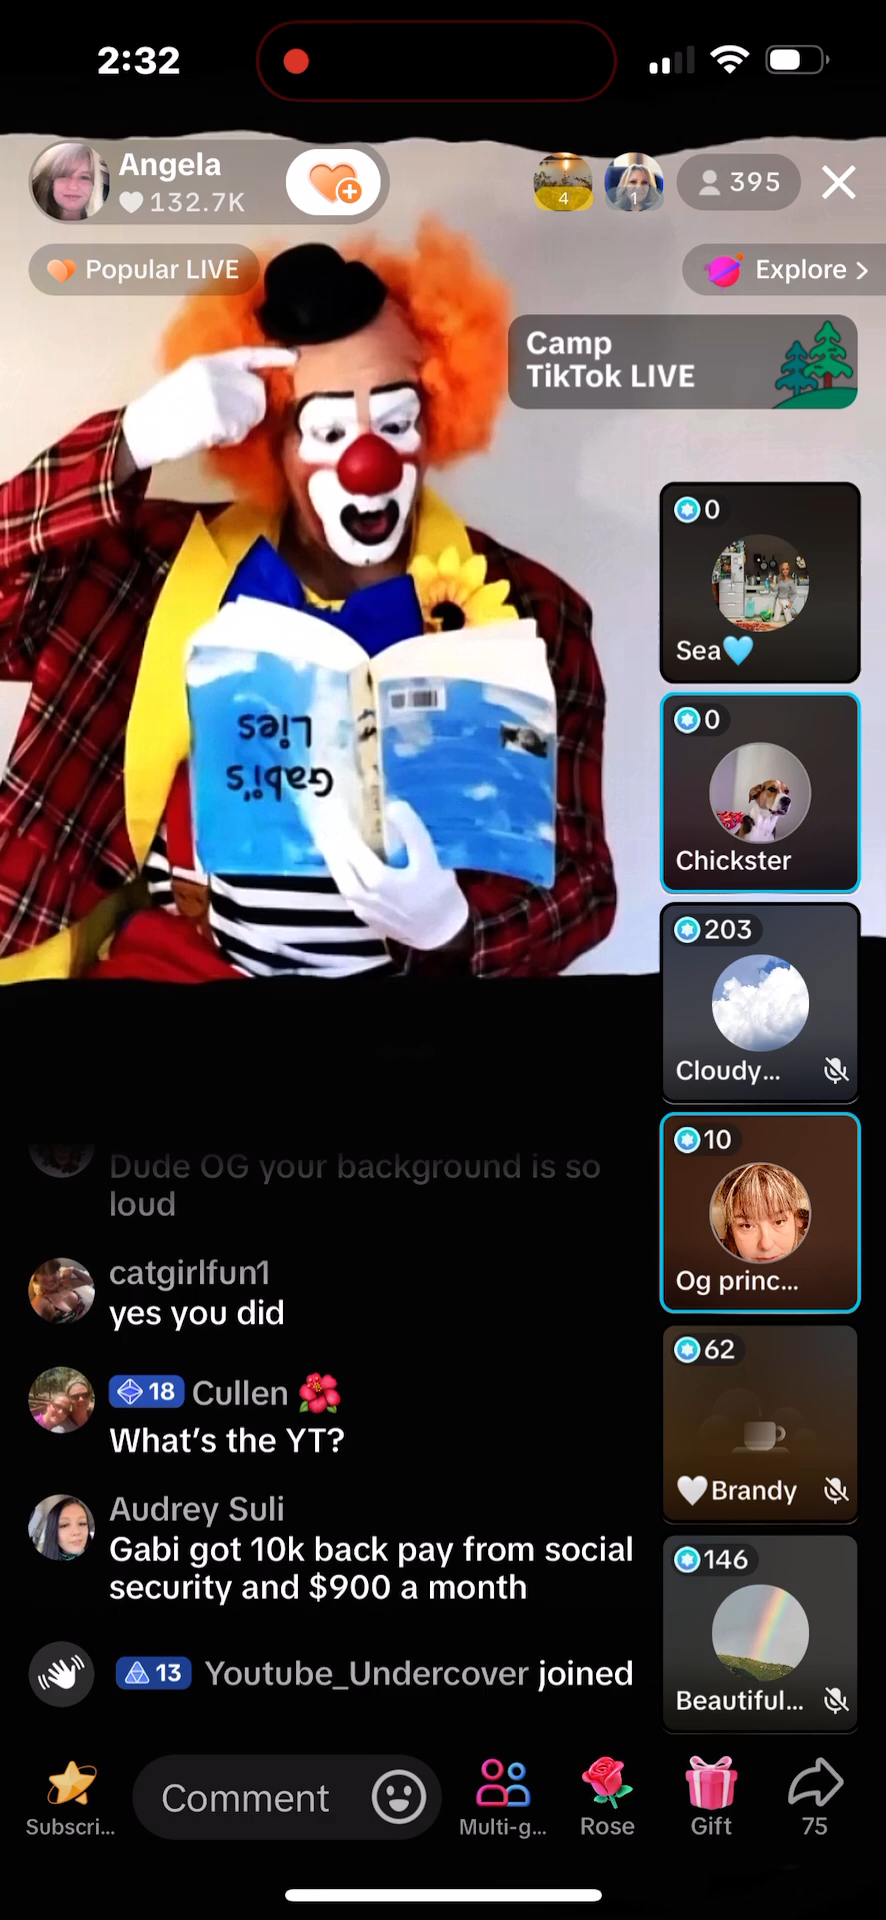 2:32
Angela
132.7K
4
1
395
Popular LIVE
Explore >
Camp
TikTok LIVE
0
Sea🩵
Gabi's
Lies
0
Chickster
203
Cloudy...
Dude OG your background is so
loud
10
Og princ...
catgirlfun1
yes you did
62
🤍Brandy
18 Cullen 🌺
What's the YT?
Audrey Suli
Gabi got 10k back pay from social
security and $900 a month
146
Beautiful...
13 Youtube_Undercover joined
Subscri...
Comment
Multi-g...
Rose
Gift
75